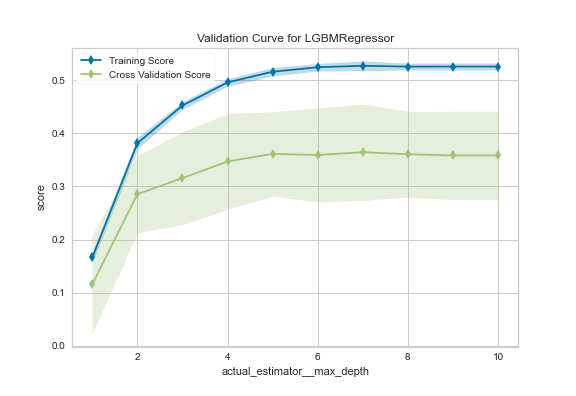 Validation Curve for LGBMRegressor
Training Score
Cross Validation Score
0.5
0.4
0.3
0.2
0.1
0.0
score
2
4
6
8
10
actual_estimator__max_depth